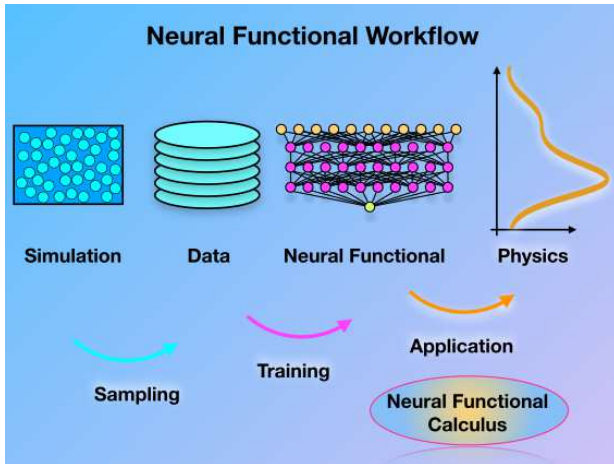 Neural Functional Workflow
Simulation
Data
Neural Functional
Physics
Sampling
Training
Application
Neural Functional
Calculus